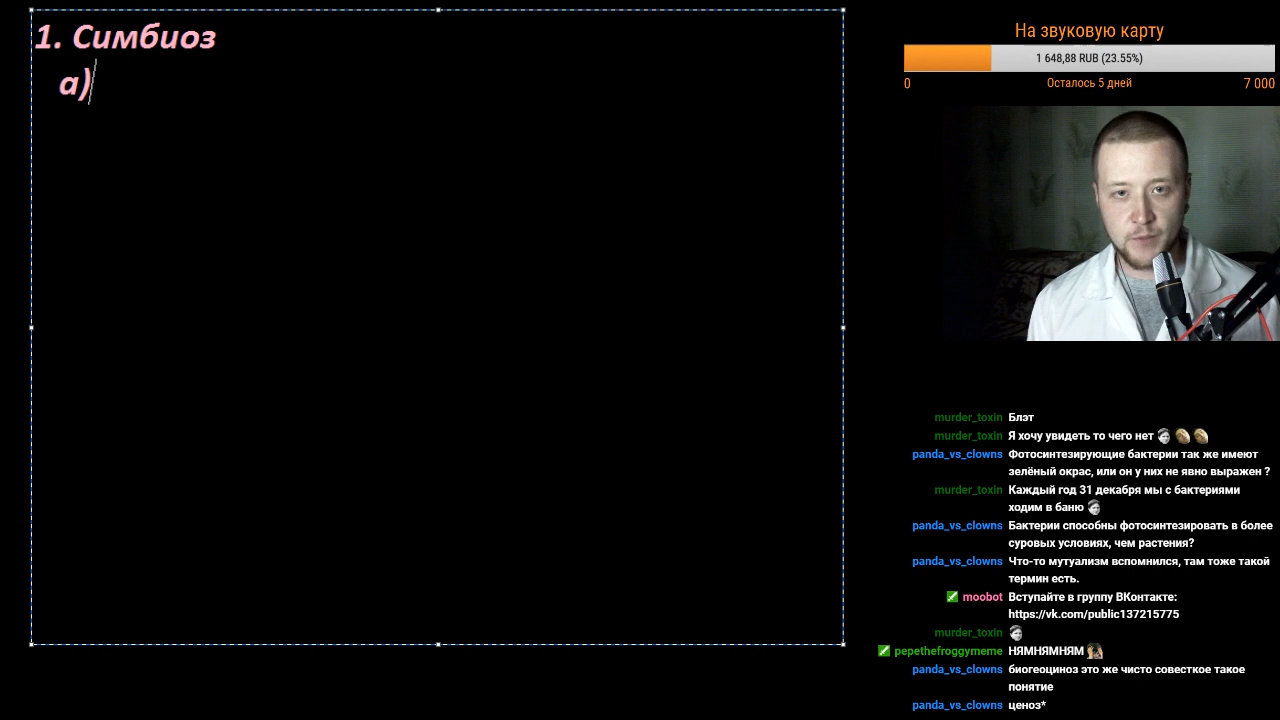 1. Симбиоз
а)
На звуковую карту
1 648,88 RUB (23.55%)
0
Осталось 5 дней
7 000
murder_toxin Блэт
murder_toxin Я хочу увидеть то чего нет
panda_vs_clowns Фотосинтезирующие бактерии так же имеют
зелёный окрас, или он у них не явно выражен ?
murder_toxin Каждый год 31 декабря мы с бактериями
ходим в баню
panda_vs_clowns Бактерии способны фотосинтезировать в более
суровых условиях, чем растения?
panda_vs_clowns Что-то мутуализм вспомнился, там тоже такой
термин есть.
moobot Вступайте в группу ВКонтакте:
https://vk.com/public137215775
murder_toxin
pepethefroggymeme НЯМНЯМНЯМ
panda_vs_clowns биогеоциноз это же чисто совесткое такое
понятие
panda_vs_clowns ценоз*